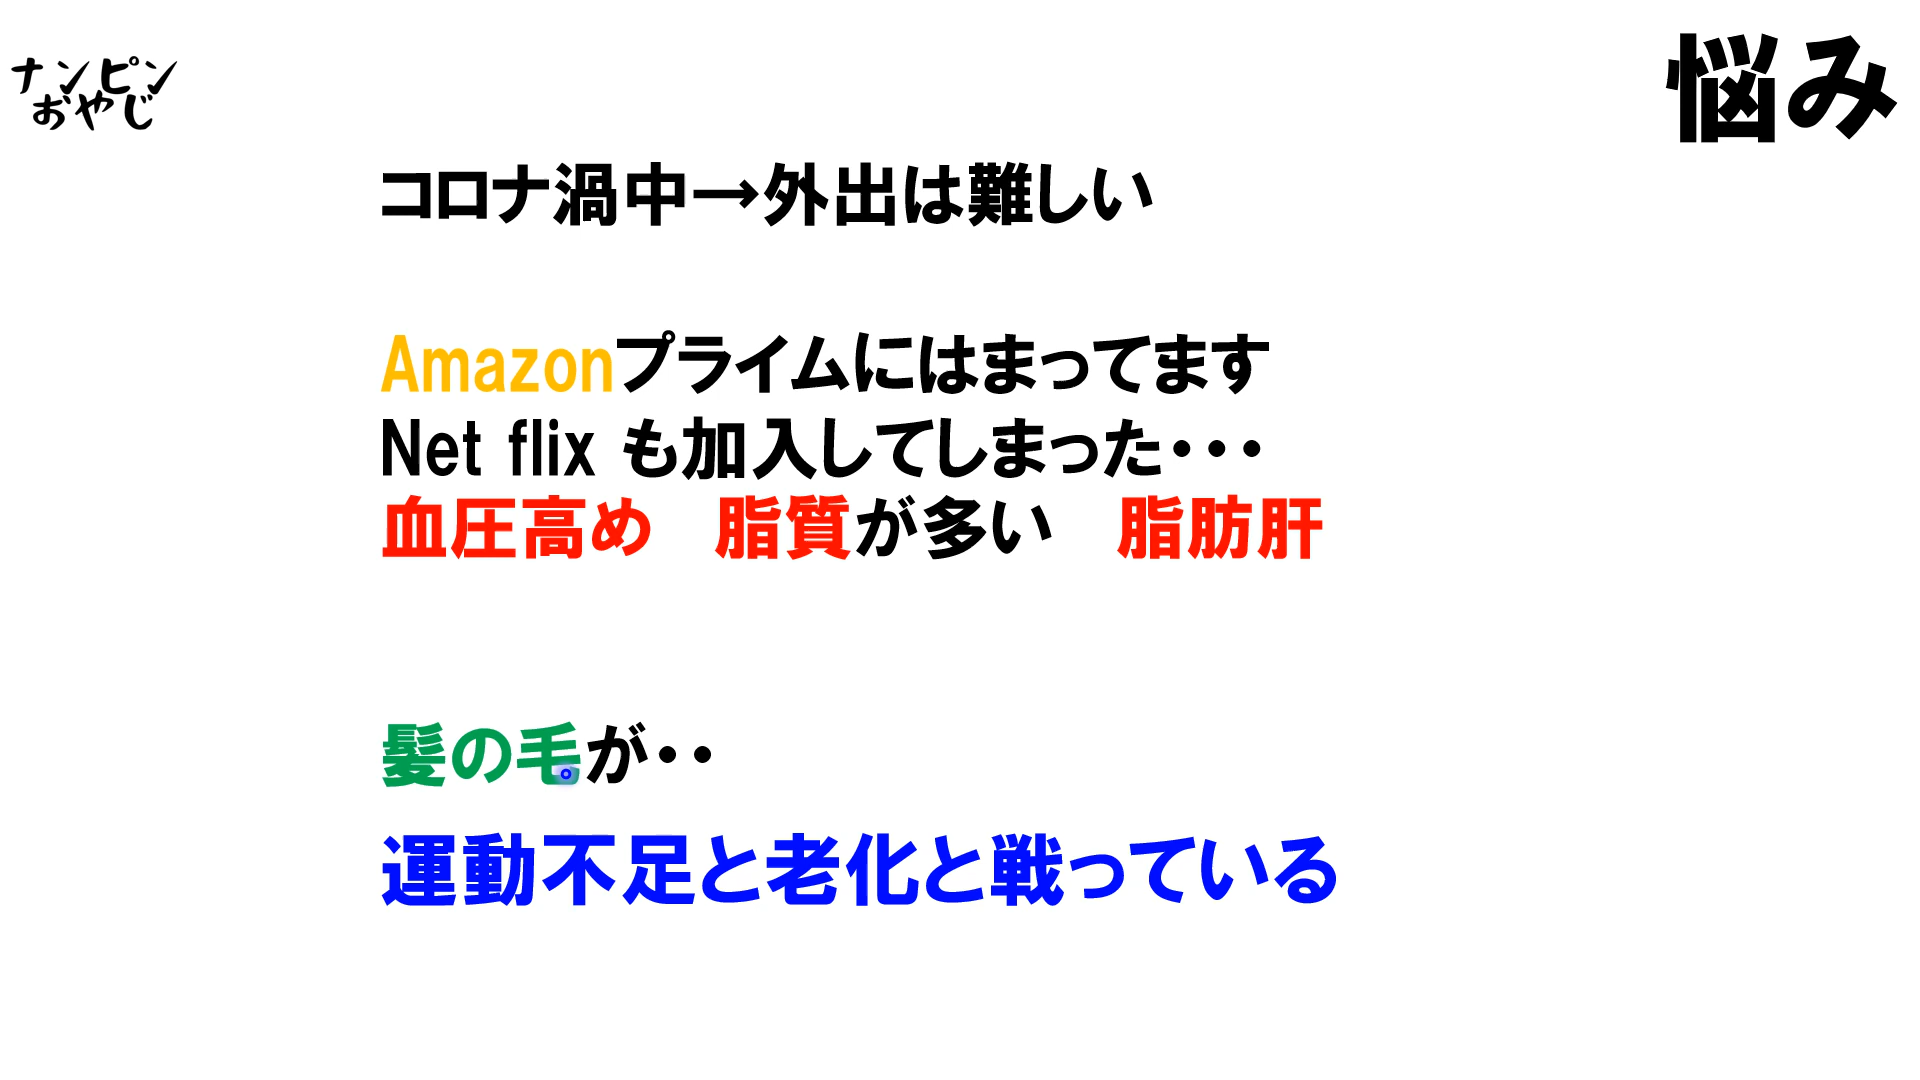 ナンピン
おやじ
悩み
コロナ渦中→外出は難しい
Amazonプライムにはまってます
Net flix も加入してしまった・・・
血圧高め　脂質が多い　脂肪肝
髪の毛が・・
運動不足と老化と戦っている